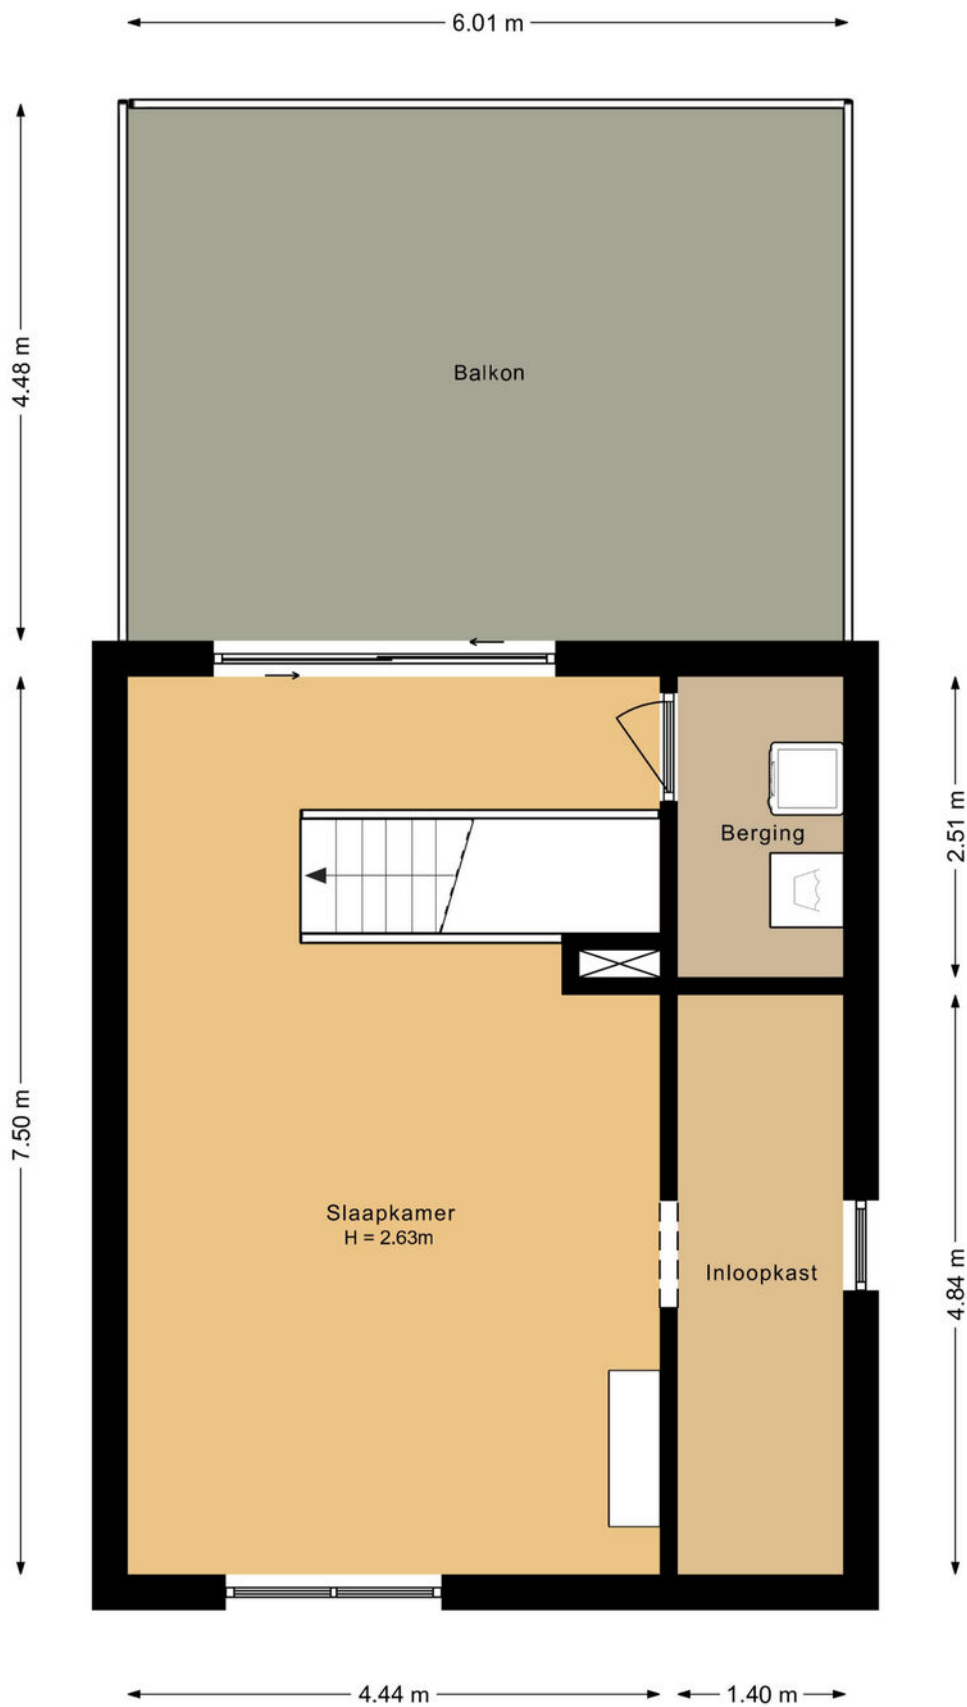 6.01 m
4.48 m
Balkon
2.51 m
Berging
7.50 m
Slaapkamer
H = 2.63m
Inloopkast
4.84 m
4.44 m
1.40 m